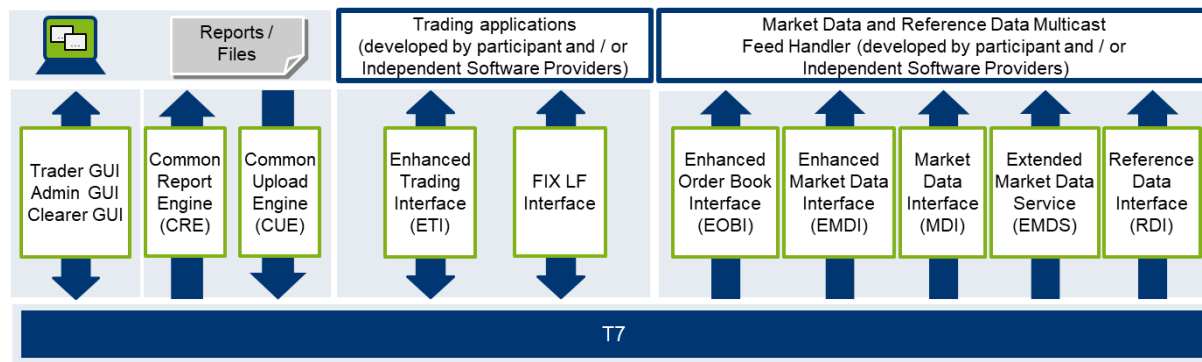 Reports /
Files
Trading applications
(developed by participant and / or
Independent Software Providers)
Market Data and Reference Data Multicast
Feed Handler (developed by participant and / or
Independent Software Providers)
...
...
Trader GUI
Admin GUI
Clearer GUI
Common
Report
Engine
(CRE)
Common
Upload
Engine
(CUE)
Enhanced
Trading
Interface
(ETI)
FIX LF
Interface
Enhanced
Order Book
Interface
(EOBI)
Enhanced
Market Data
Interface
(EMDI)
Market
Data
Interface
(MDI)
Extended
Market Data
Service
(EMDS)
Reference
Data
Interface
(RDI)
T7